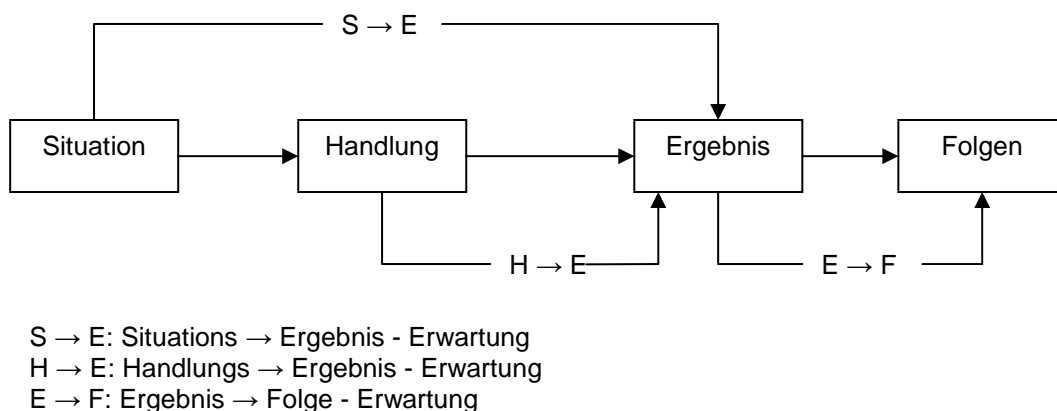 S → E
Situation
Handlung
Ergebnis
Folgen
H → E
E → F
S → E: Situations → Ergebnis - Erwartung
H → E: Handlungs → Ergebnis - Erwartung
E → F: Ergebnis → Folge - Erwartung